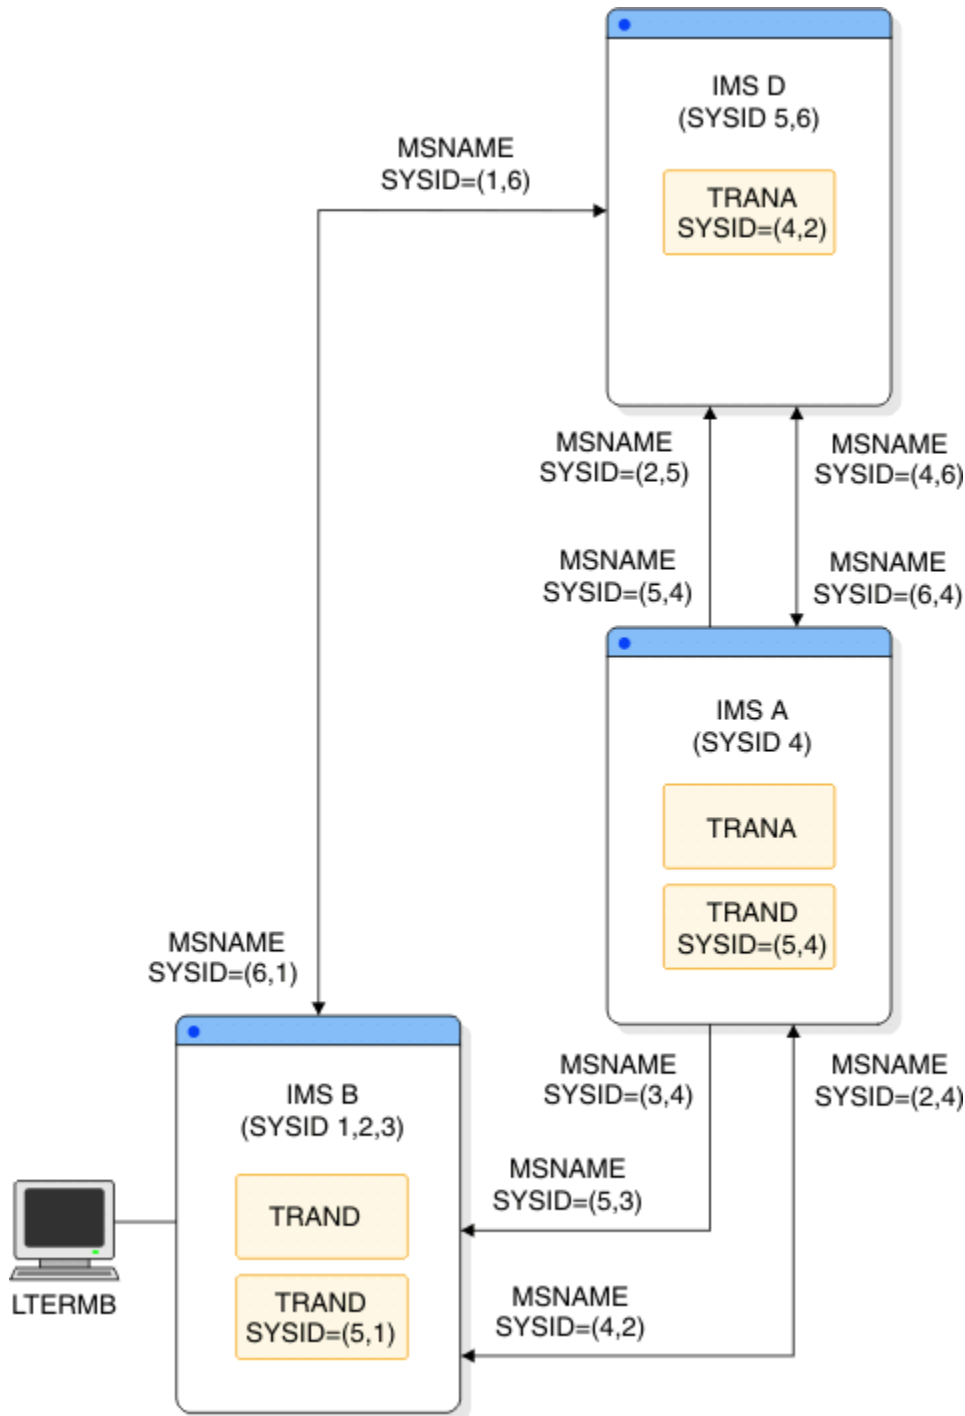 IMS D
(SYSID 5,6)
MSNAME
SYSID=(1,6)
TRANA
SYSID=(4,2)
MSNAME
SYSID=(2,5)
MSNAME
SYSID=(4,6)
MSNAME
SYSID=(5,4)
MSNAME
SYSID=(6,4)
IMS A
(SYSID 4)
TRANA
TRAND
SYSID=(5,4)
MSNAME
SYSID=(6,1)
MSNAME
SYSID=(3,4)
MSNAME
SYSID=(2,4)
IMS B
(SYSID 1,2,3)
MSNAME
SYSID=(5,3)
TRAND
LTERMB
TRAND
SYSID=(5,1)
MSNAME
SYSID=(4,2)